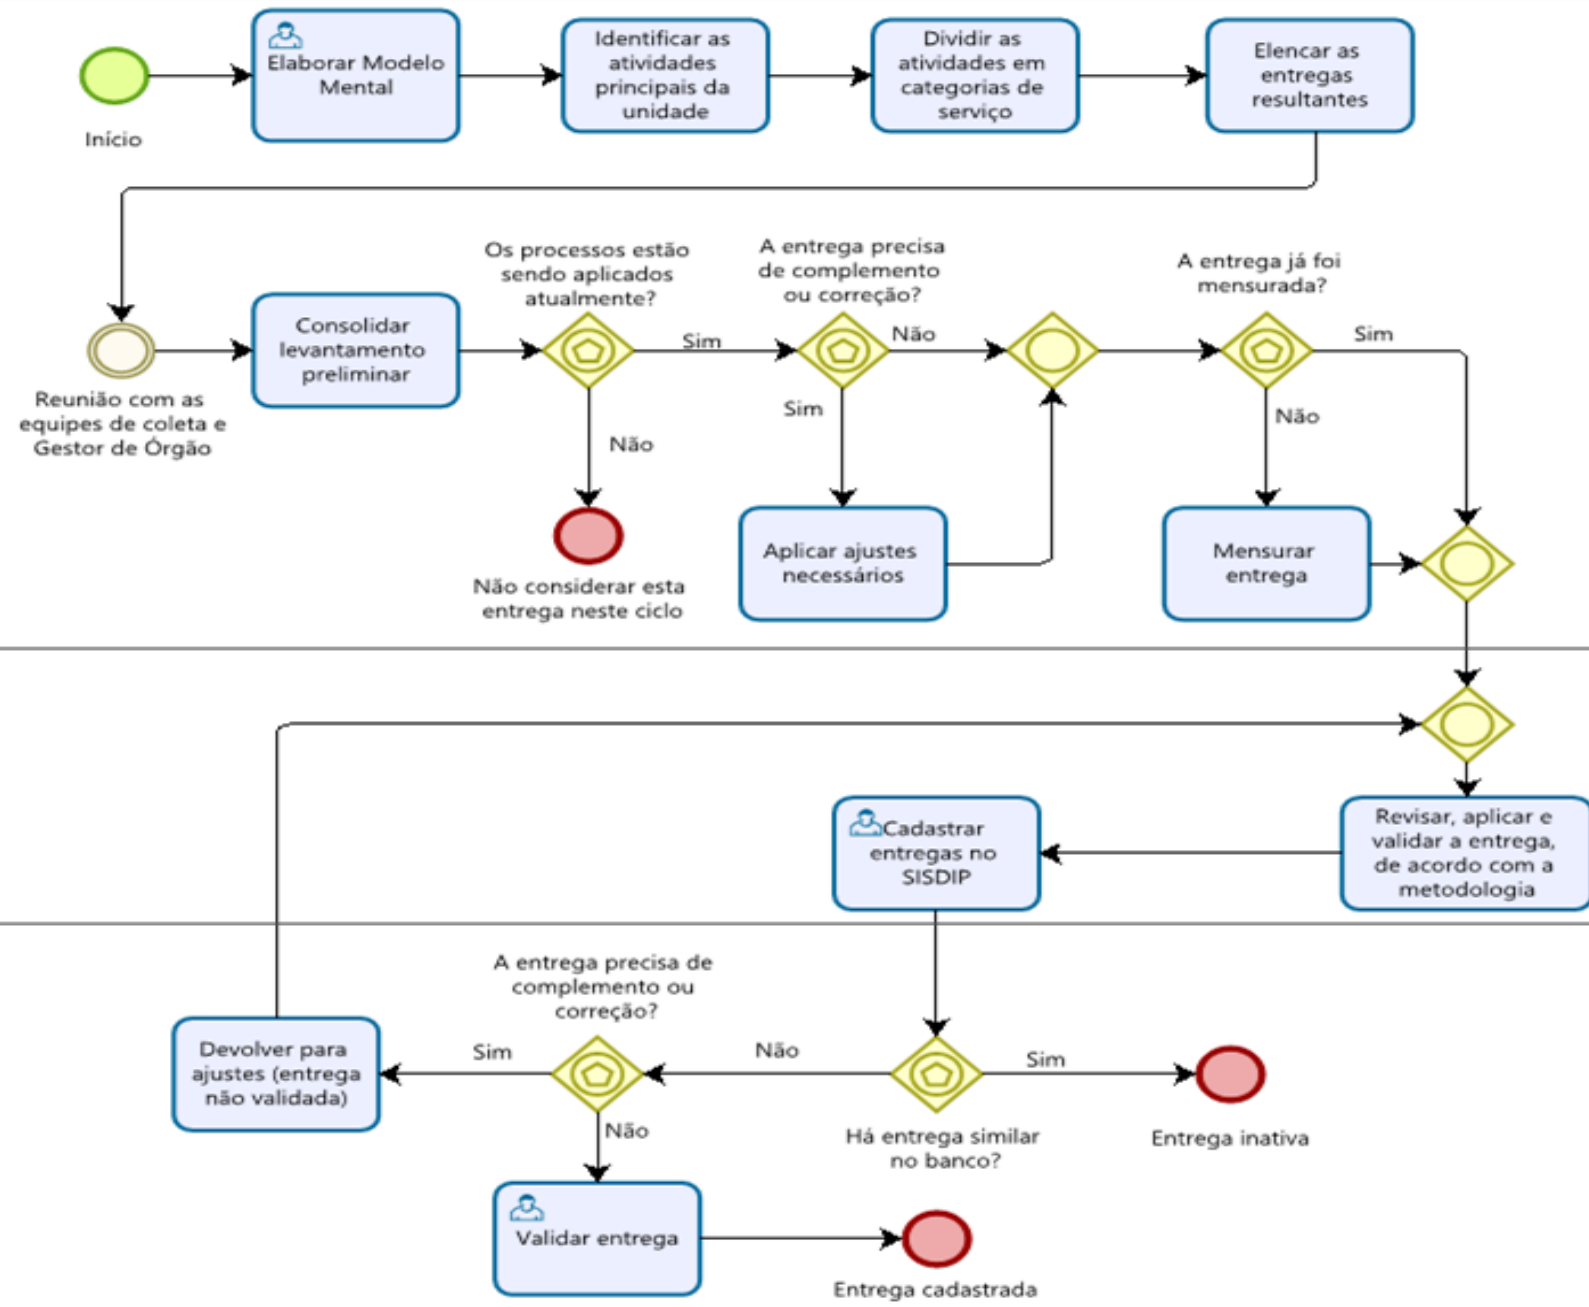 Elaborar Modelo
Mental
Identificar as
atividades
principais da
unidade
Dividir as
atividades em
categorias de
serviço
Elencar as
entregas
resultantes
Início
Os processos estão
sendo aplicados
atualmente?
A entrega precisa
de complemento
ou correção?
A entrega já foi
mensurada?
Consolidar
levantamento
preliminar
Sim
Não
Sim
Reunião com as
equipes de coleta e
Gestor de Órgão
Não
Sim
Não
Não considerar esta
entrega neste ciclo
Aplicar ajustes
necessários
Mensurar
entrega
Cadastrar
entregas no
SISDIP
Revisar, aplicar e
validar a entrega,
de acordo com a
metodologia
A entrega precisa de
complemento ou
correção?
Devolver para
ajustes (entrega
não validada)
Sim
Não
Sim
Não
Há entrega similar
no banco?
Entrega inativa
Validar entrega
Entrega cadastrada